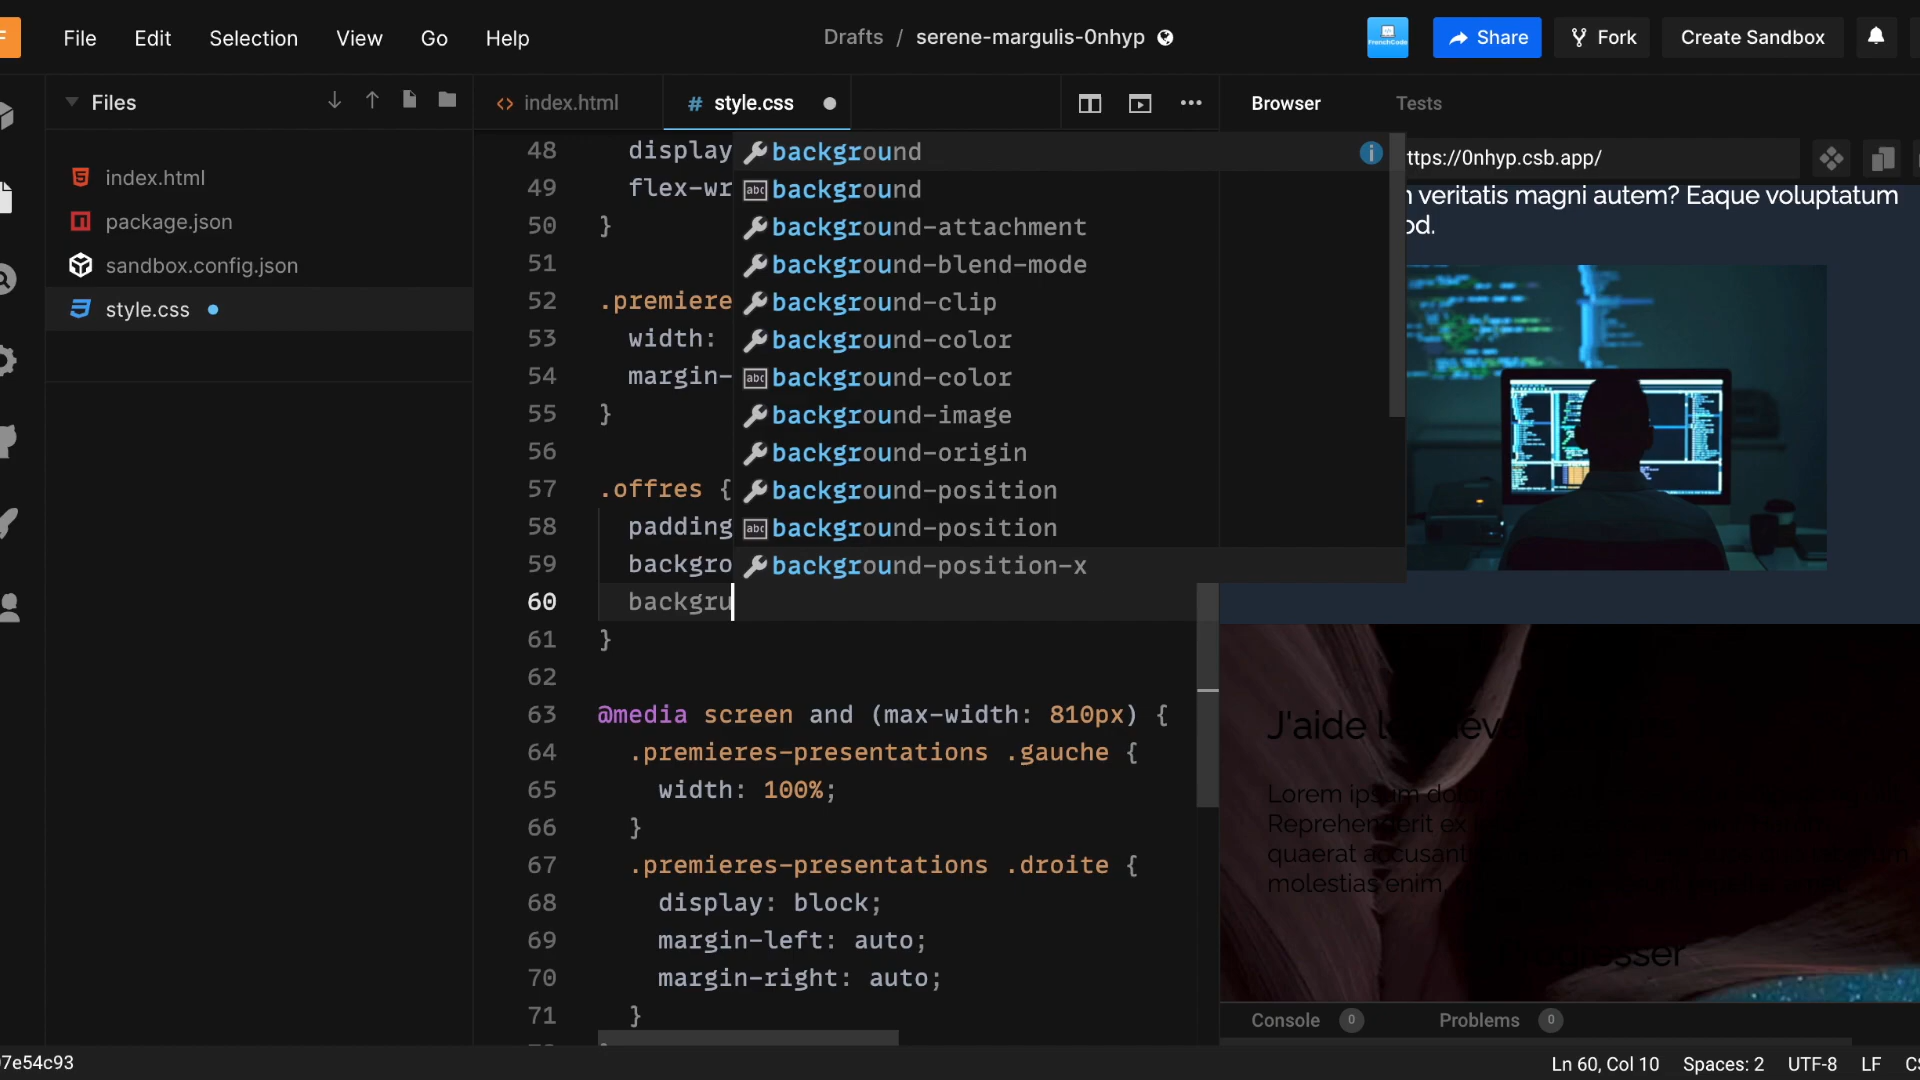 File Edit Selection View Go Help
Drafts / serene-margulis-0nhyp
FrenchCode
Share
Fork
Create Sandbox
Files
index.html
package.json
sandbox.config.json
style.css
<> index.html
# style.css
48 display
49 flex-wr
50 }
51
52 .premiere
53 width:
54 margin-
55 }
56
57 .offres {
58 padding
59 backgro
60 backgru
61 }
62
63 @media screen and (max-width: 810px) {
64 .premieres-presentations .gauche {
65 width: 100%;
66 }
67 .premieres-presentations .droite {
68 display: block;
69 margin-left: auto;
70 margin-right: auto;
71 }
background
abc background
background-attachment
background-blend-mode
background-clip
background-color
abc background-color
background-image
background-origin
background-position
abc background-position
background-position-x
Browser
Tests
ttps://0nhyp.csb.app/
veritatis magni autem? Eaque voluptatum
od.
J'aide
Lorem ipsum
Reprehenderit ex
quaerat accusant
molestias enim,
Progresser
Console 0
Problems 0
7e54c93
Ln 60, Col 10
Spaces: 2
UTF-8
LF